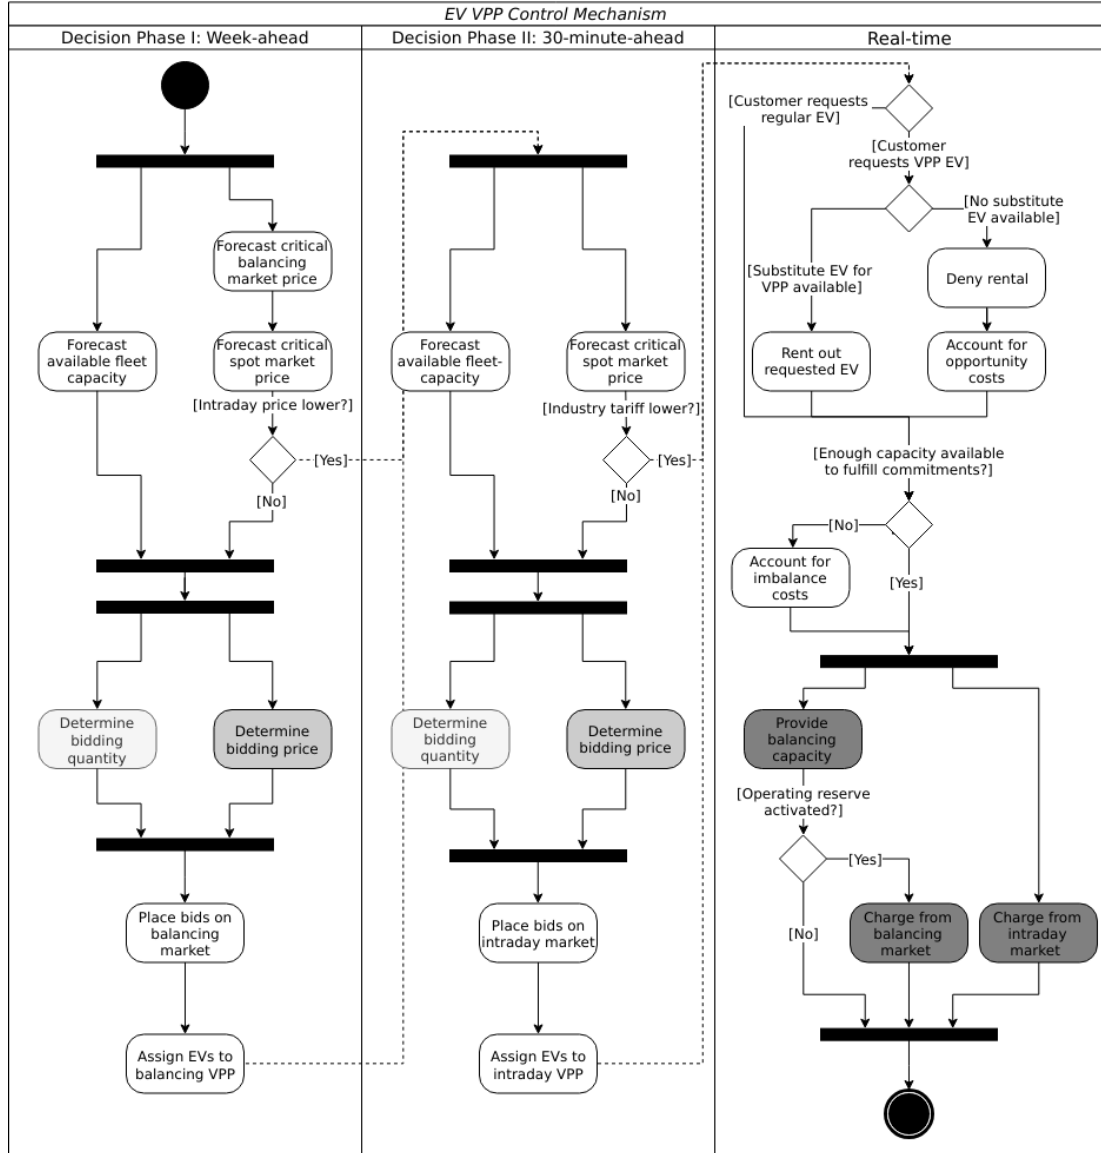 EV VPP Control Mechanism
Decision Phase I: Week-ahead
Decision Phase II: 30-minute-ahead
Real-time
Forecast critical
balancing
market price
Forecast
available fleet
capacity
Forecast critical
spot market
price
[Intraday price lower?]
[Yes]
[No]
Determine
bidding
quantity
Determine
bidding price
Place bids on
balancing
market
Assign EVs to
balancing VPP
Forecast
available fleet-
capacity
Forecast critical
spot market
price
[Industry tariff lower?]
[Yes]
[No]
Determine
bidding
quantity
Determine
bidding price
Place bids on
intraday market
Assign EVs to
intraday VPP
[Customer requests
regular EV]
[Customer
requests VPP EV]
[No substitute
EV available]
[Substitute EV for
VPP available]
Deny rental
Rent out
requested EV
Account for
opportunity
costs
[Enough capacity available
to fulfill commitments?]
[No]
Account for
imbalance
costs
[Yes]
Provide
balancing
capacity
[Operating reserve
activated?]
[Yes]
[No]
Charge from
balancing
market
Charge from
intraday
market